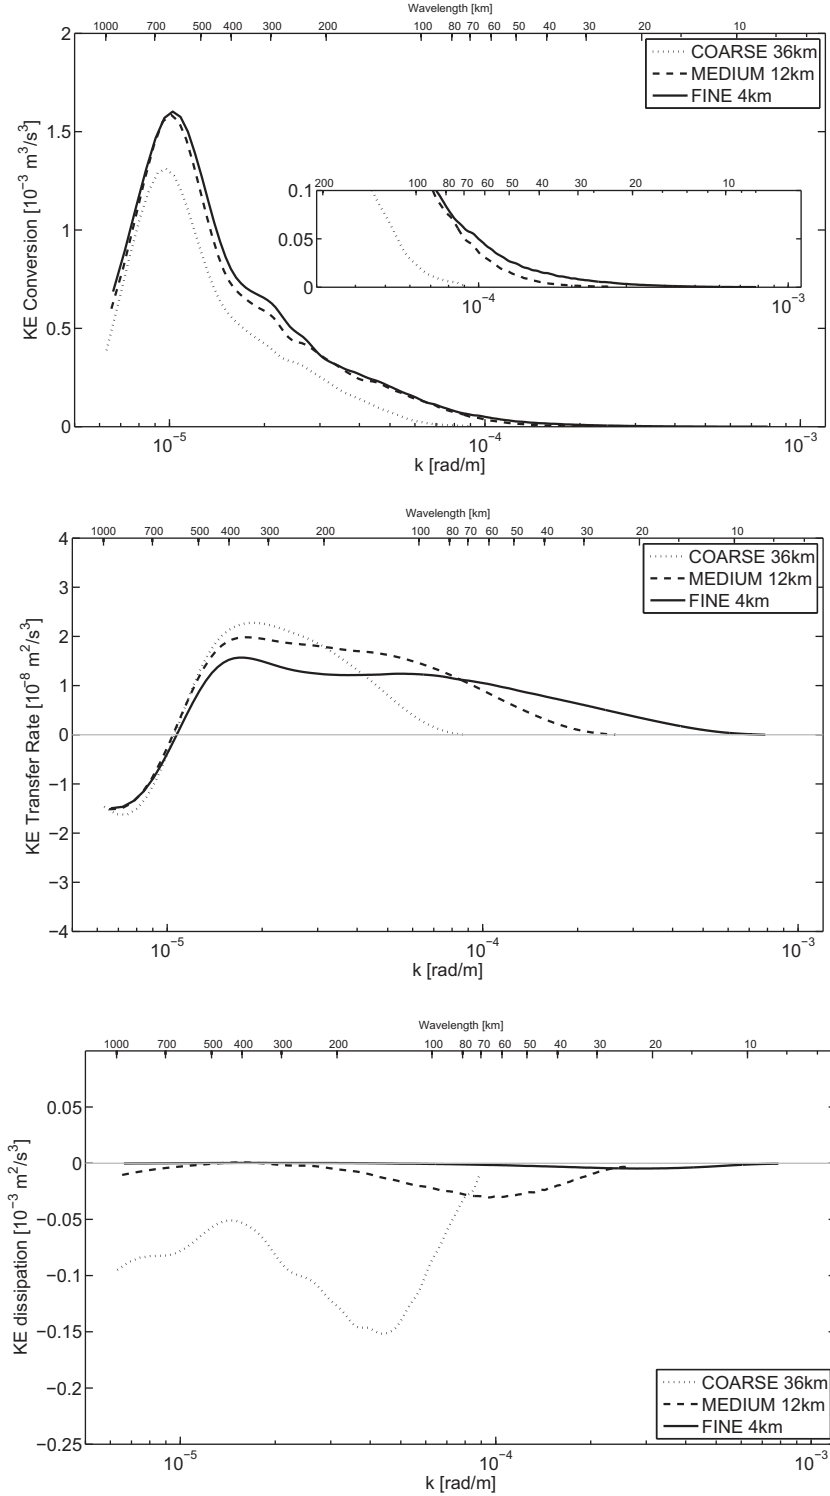 Wavelength [km]
1000 700 500 400 300 200 100 80 70 60 50 40 30 20 10
2
COARSE 36km
MEDIUM 12km
FINE 4km
1.5
KE Conversion [10⁻³ m³/s³]
200 100 80 70 60 50 40 30 20 10
0.1
1
0.05
0
10⁻⁴ 10⁻³
0.5
0
10⁻⁵ 10⁻⁴ 10⁻³
k [rad/m]
Wavelength [km]
1000 700 500 400 300 200 100 80 70 60 50 40 30 20 10
4
COARSE 36km
MEDIUM 12km
FINE 4km
3
2
1
KE Transfer Rate [10⁻⁸ m²/s³]
0
−1
−2
−3
−4
10⁻⁵ 10⁻⁴ 10⁻³
k [rad/m]
Wavelength [km]
1000 700 500 400 300 200 100 80 70 60 50 40 30 20 10
0.05
0
KE dissipation [10⁻³ m²/s³]
−0.05
−0.1
−0.15
−0.2
COARSE 36km
MEDIUM 12km
FINE 4km
−0.25
10⁻⁵ 10⁻⁴ 10⁻³
k [rad/m]